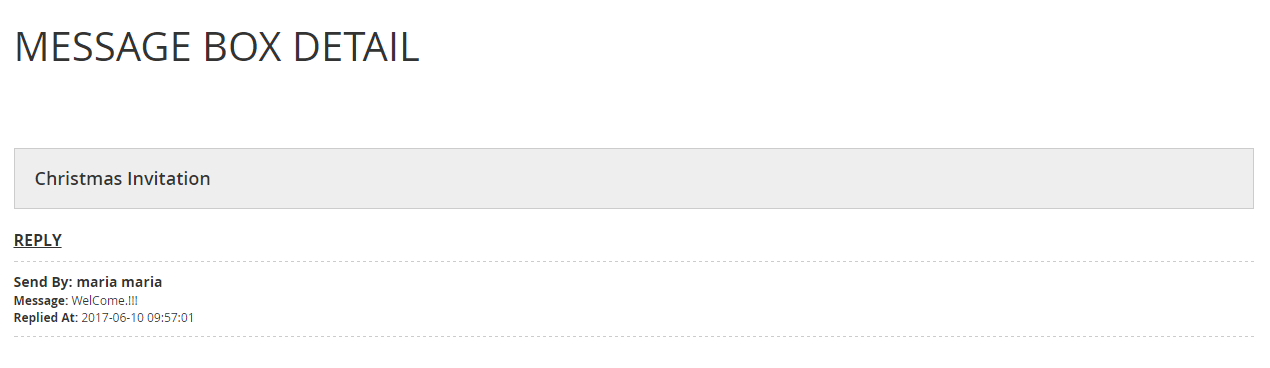 MESSAGE BOX DETAIL
Christmas Invitation
REPLY
Send By: maria maria
Message: WelCome.!!!
Replied At: 2017-06-10 09:57:01